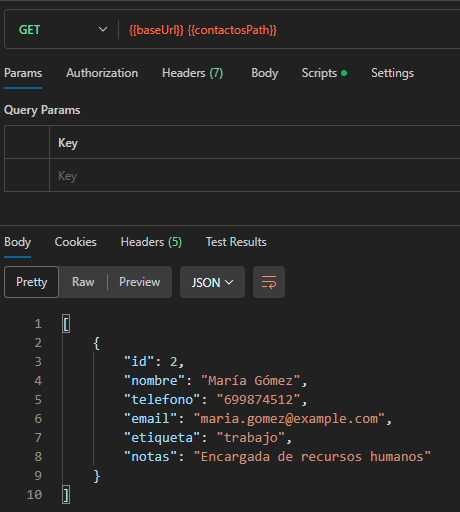 GET {{baseUrl}} {{contactosPath}}
Params Authorization Headers (7) Body Scripts Settings
Query Params
Key
Key
Body Cookies Headers (5) Test Results
Pretty Raw Preview JSON
1 [
2 {
3 "id": 2,
4 "nombre": "María Gómez",
5 "telefono": "699874512",
6 "email": "maria.gomez@example.com",
7 "etiqueta": "trabajo",
8 "notas": "Encargada de recursos humanos"
9 }
10 ]